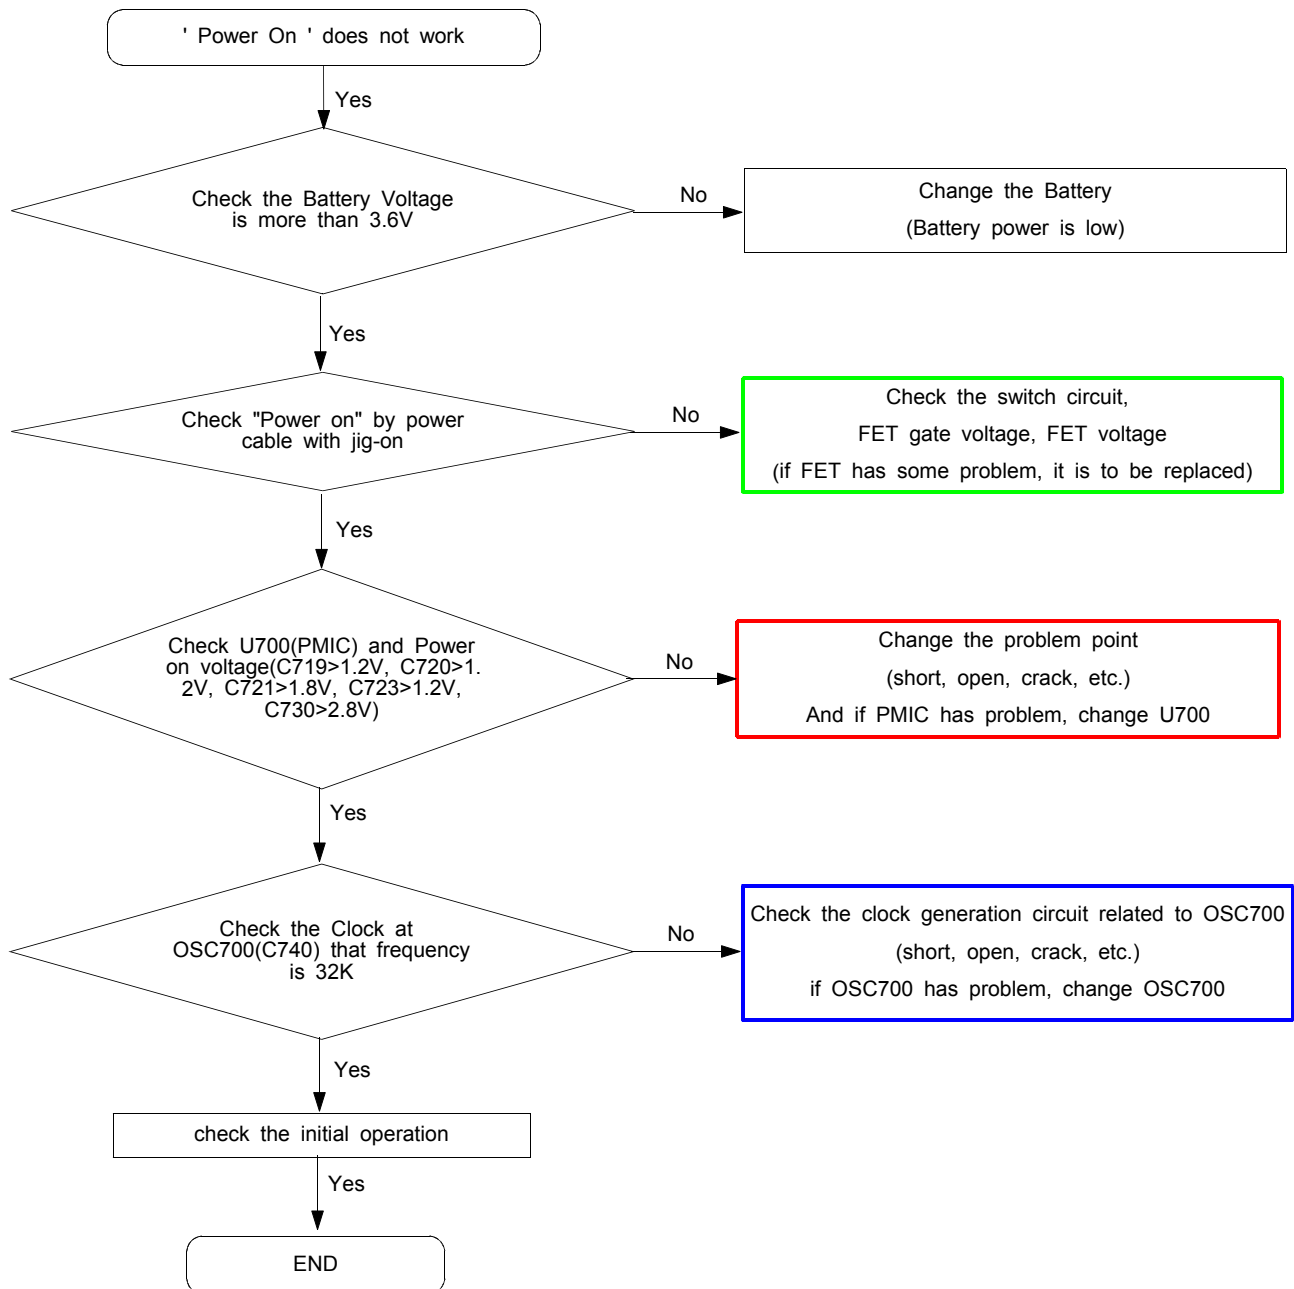 ' Power On ' does not work
Yes
Check the Battery Voltage
is more than 3.6V
No
Change the Battery
(Battery power is low)
Yes
Check "Power on" by power
cable with jig-on
No
Check the switch circuit,
FET gate voltage, FET voltage
(if FET has some problem, it is to be replaced)
Yes
Check U700(PMIC) and Power
on voltage(C719>1.2V, C720>1.
2V, C721>1.8V, C723>1.2V,
C730>2.8V)
No
Change the problem point
(short, open, crack, etc.)
And if PMIC has problem, change U700
Yes
Check the Clock at
OSC700(C740) that frequency
is 32K
No
Check the clock generation circuit related to OSC700
(short, open, crack, etc.)
if OSC700 has problem, change OSC700
Yes
check the initial operation
Yes
END